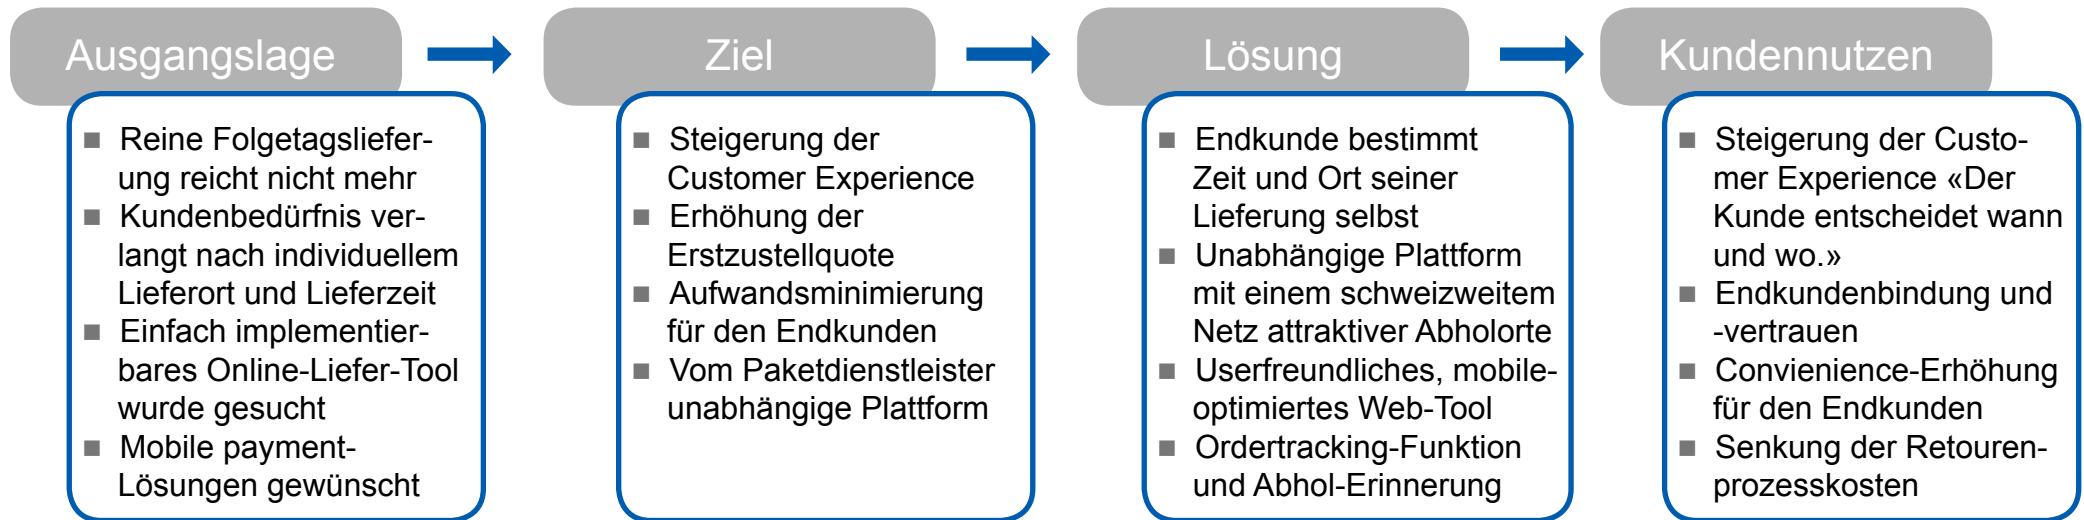 Ausgangslage
■ Reine Folgetagsliefer-
ung reicht nicht mehr
■ Kundenbedürfnis ver-
langt nach individuellem
Lieferort und Lieferzeit
■ Einfach implementier-
bares Online-Liefer-Tool
wurde gesucht
■ Mobile payment-
Lösungen gewünscht
Ziel
■ Steigerung der
Customer Experience
■ Erhöhung der
Erstzustellquote
■ Aufwandsminimierung
für den Endkunden
■ Vom Paketdienstleister
unabhängige Plattform
Lösung
■ Endkunde bestimmt
Zeit und Ort seiner
Lieferung selbst
■ Unabhängige Plattform
mit einem schweizweitem
Netz attraktiver Abholorte
■ Userfreundliches, mobile-
optimiertes Web-Tool
■ Ordertracking-Funktion
und Abhol-Erinnerung
Kundennutzen
■ Steigerung der Custo-
mer Experience «Der
Kunde entscheidet wann
und wo.»
■ Endkundenbindung und
-vertrauen
■ Convienience-Erhöhung
für den Endkunden
■ Senkung der Retouren-
prozesskosten